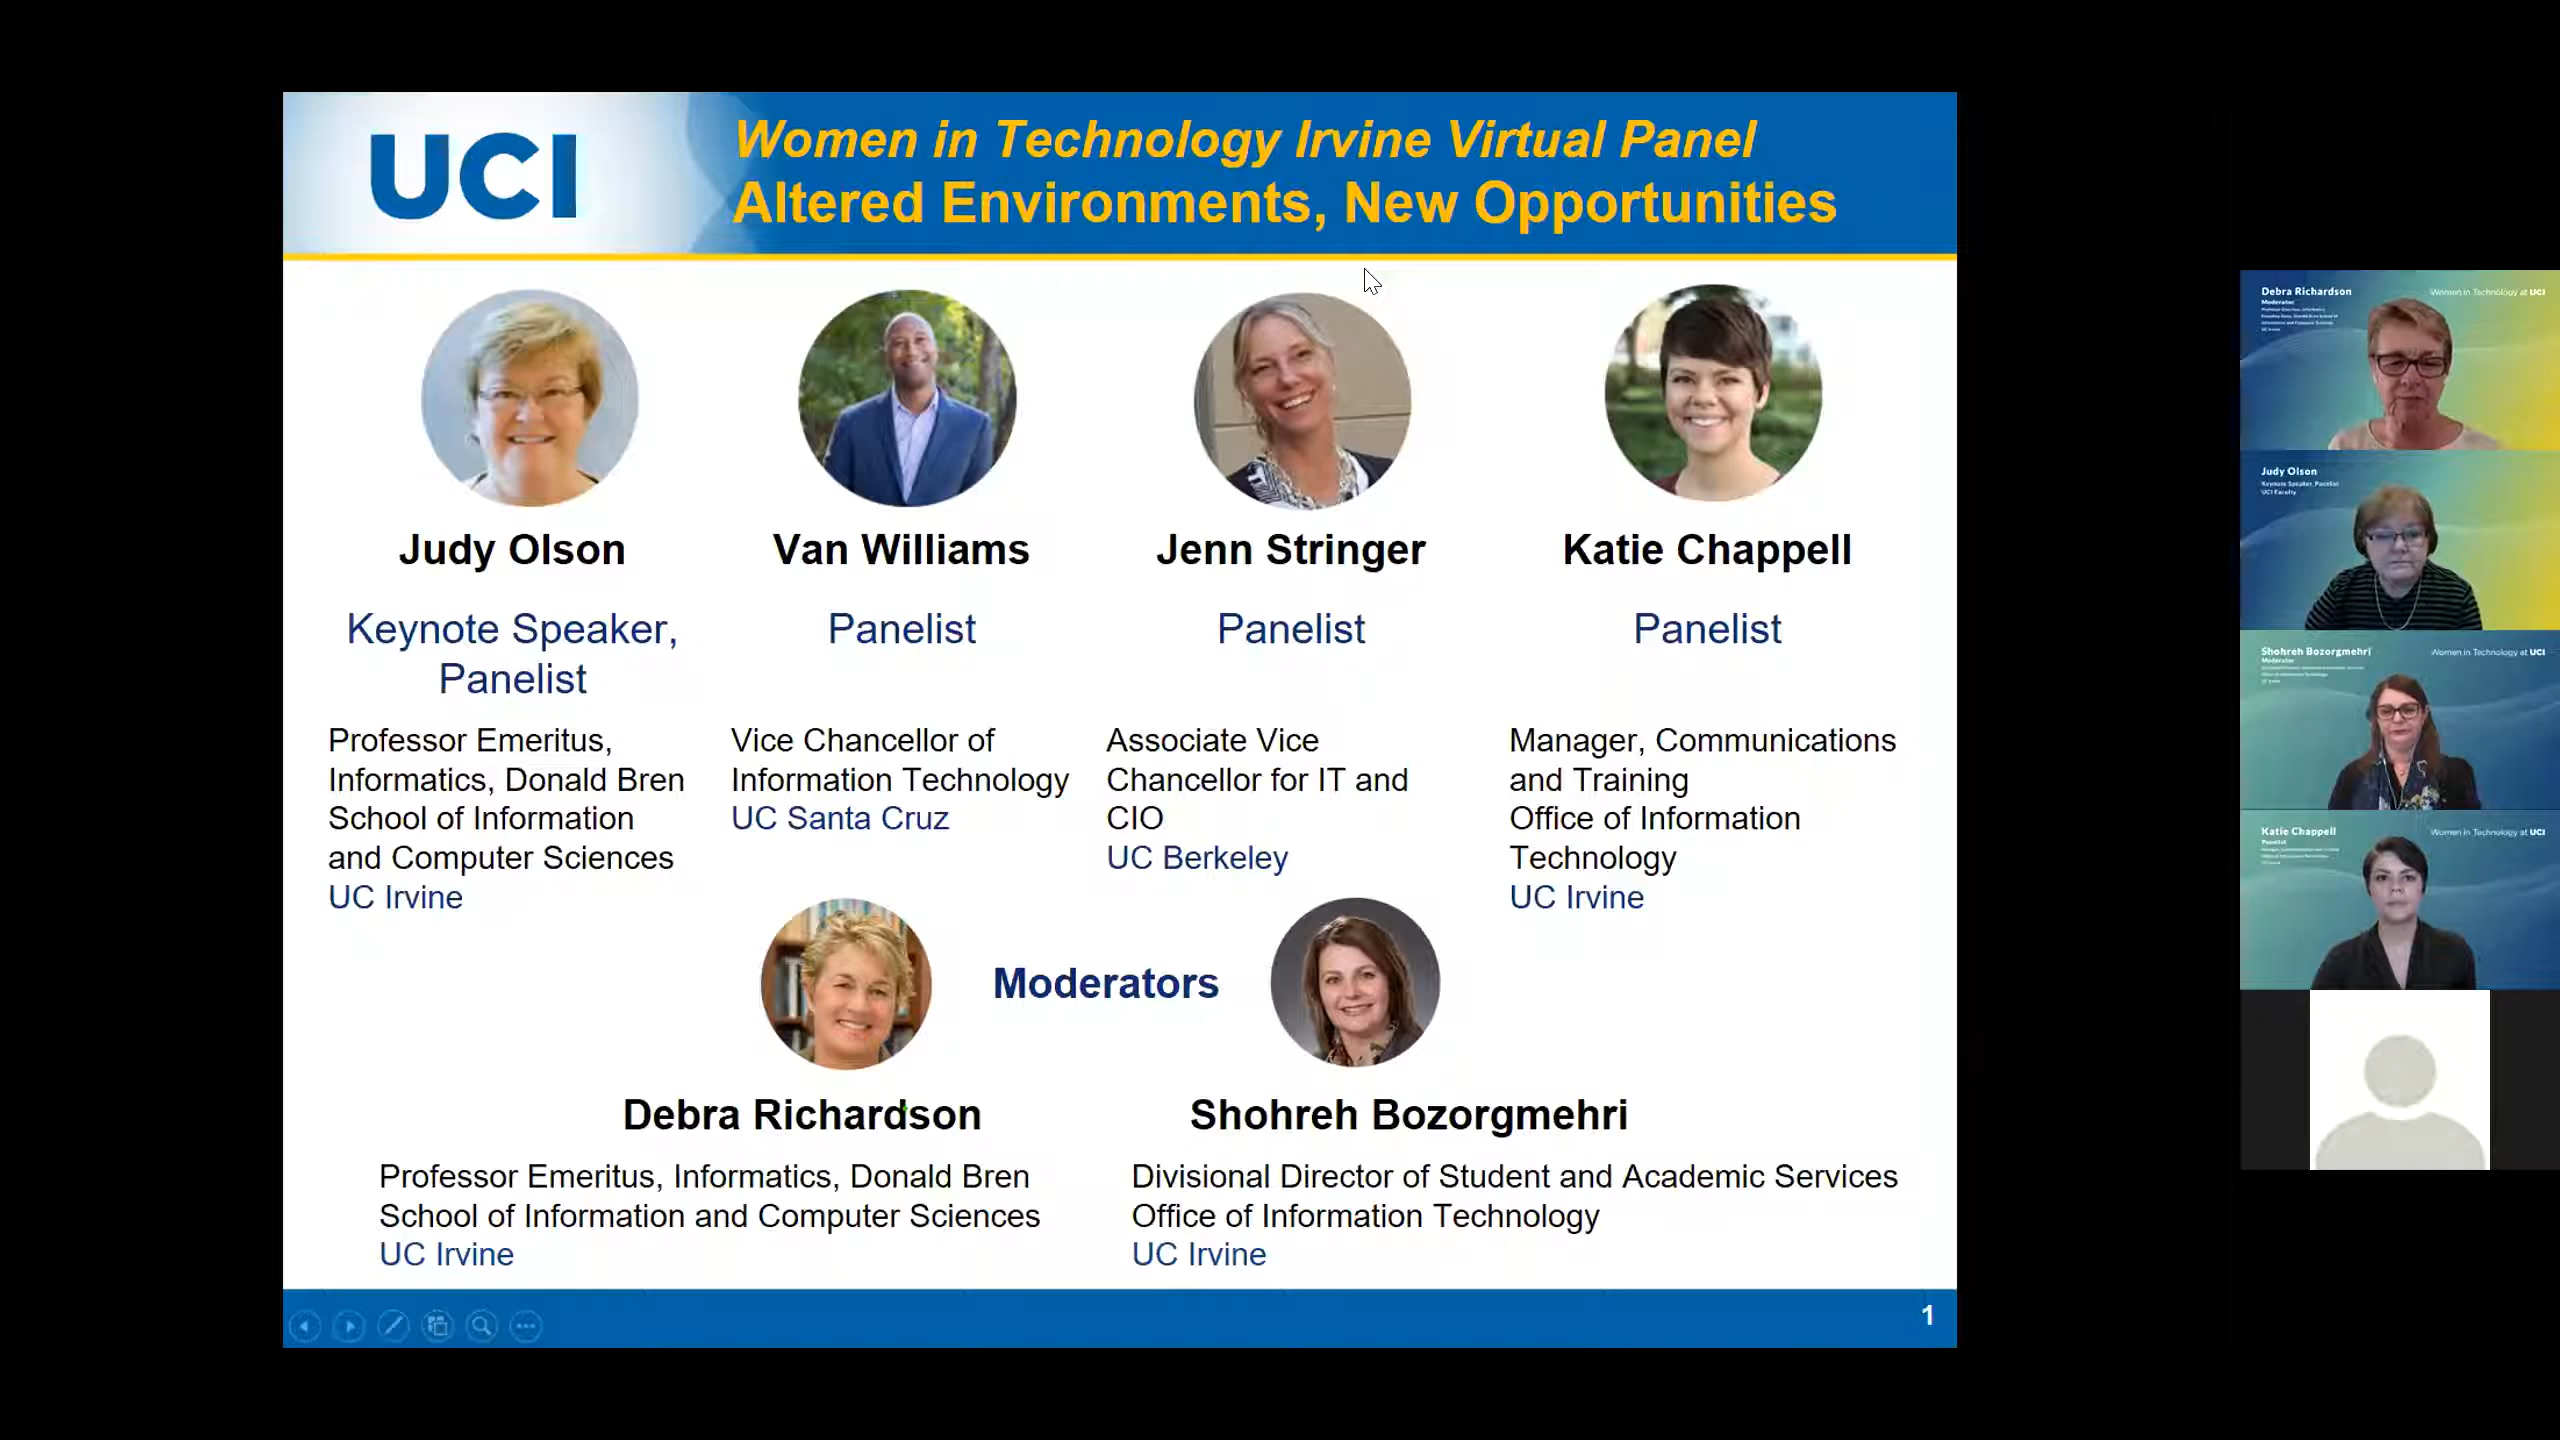 UCI
Women in Technology Irvine Virtual Panel
Altered Environments, New Opportunities
Judy Olson
Keynote Speaker,
Panelist
Professor Emeritus,
Informatics, Donald Bren
School of Information
and Computer Sciences
UC Irvine
Van Williams
Panelist
Vice Chancellor of
Information Technology
UC Santa Cruz
Jenn Stringer
Panelist
Associate Vice
Chancellor for IT and
CIO
UC Berkeley
Katie Chappell
Panelist
Manager, Communications
and Training
Office of Information
Technology
UC Irvine
Moderators
Debra Richardson
Professor Emeritus, Informatics, Donald Bren
School of Information and Computer Sciences
UC Irvine
Shohreh Bozorgmehri
Divisional Director of Student and Academic Services
Office of Information Technology
UC Irvine
1
Debra Richardson
Moderator
Women in Technology at UCI
Judy Olson
Keynote Speaker, Panelist
UCI Faculty
Shohreh Bozorgmehri
Moderator
Women in Technology at UCI
Katie Chappell
Panelist
Women in Technology at UCI